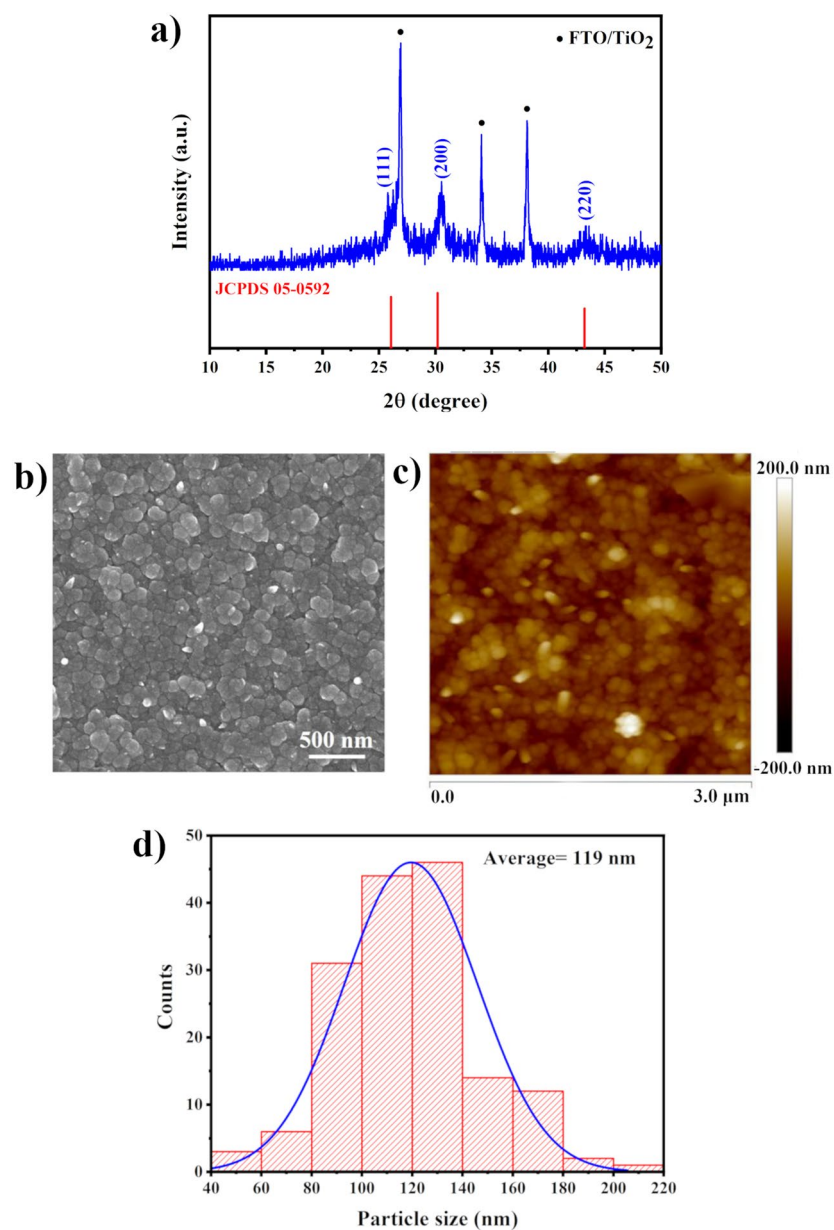 a)
• FTO/TiO₂
(111)
(200)
(220)
Intensity (a.u.)
JCPDS 05-0592
10 15 20 25 30 35 40 45 50
2θ (degree)
b)
500 nm
c)
200.0 nm
-200.0 nm
0.0 3.0 µm
d)
Average= 119 nm
50
40
30
20
10
0
Counts
40 60 80 100 120 140 160 180 200 220
Particle size (nm)